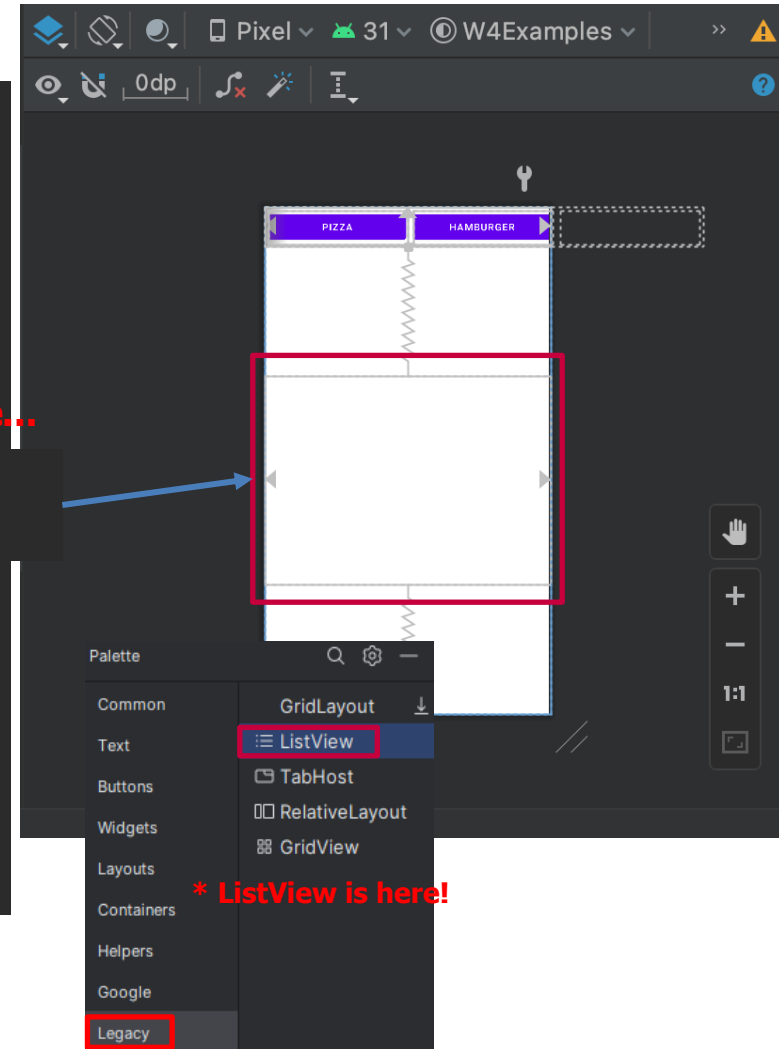 Pixel 31 W4Examples
0dp
PIZZA HAMBURGER
...
1:1
Palette
Common
Text
Buttons
Widgets
Layouts
Containers
Helpers
Google
Legacy
GridLayout
ListView
TabHost
RelativeLayout
GridView
* ListView is here!